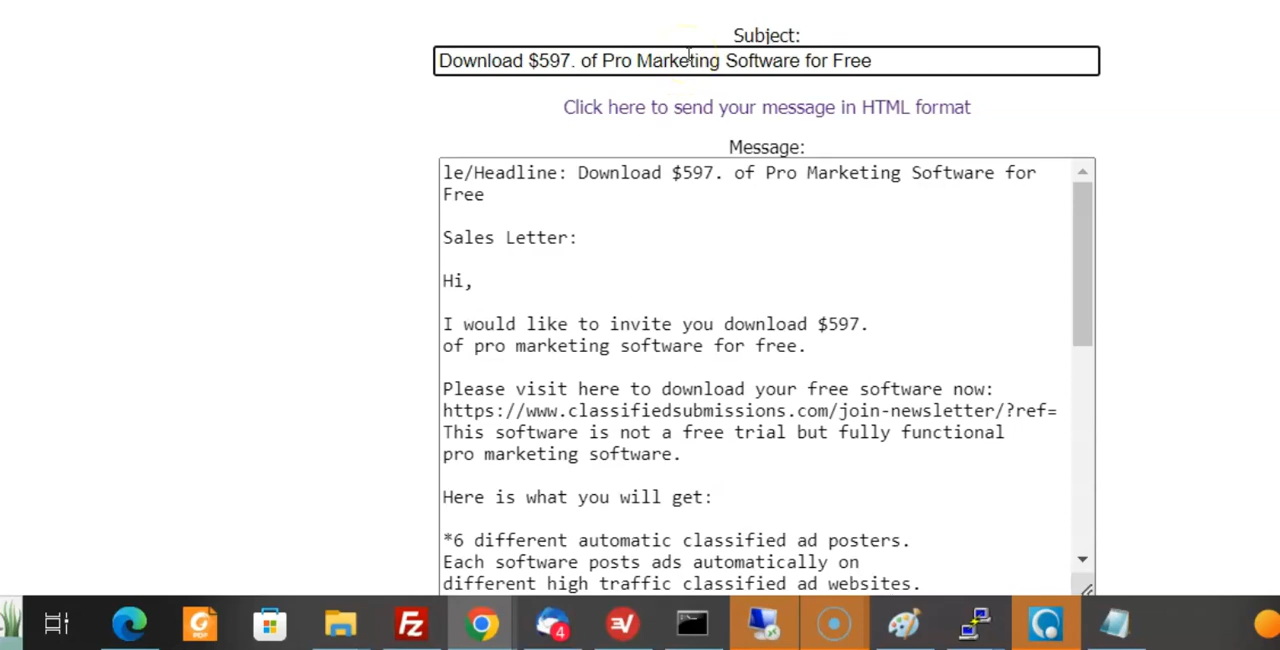 Subject:
Download $597. of Pro Marketing Software for Free
Click here to send your message in HTML format
Message:
le/Headline: Download $597. of Pro Marketing Software for
Free
Sales Letter:
Hi,
I would like to invite you download $597.
of pro marketing software for free.
Please visit here to download your free software now:
https://www.classifiedsubmissions.com/join-newsletter/?ref=
This software is not a free trial but fully functional
pro marketing software.
Here is what you will get:
*6 different automatic classified ad posters.
Each software posts ads automatically on
different high traffic classified ad websites.
PDF
Fz
4